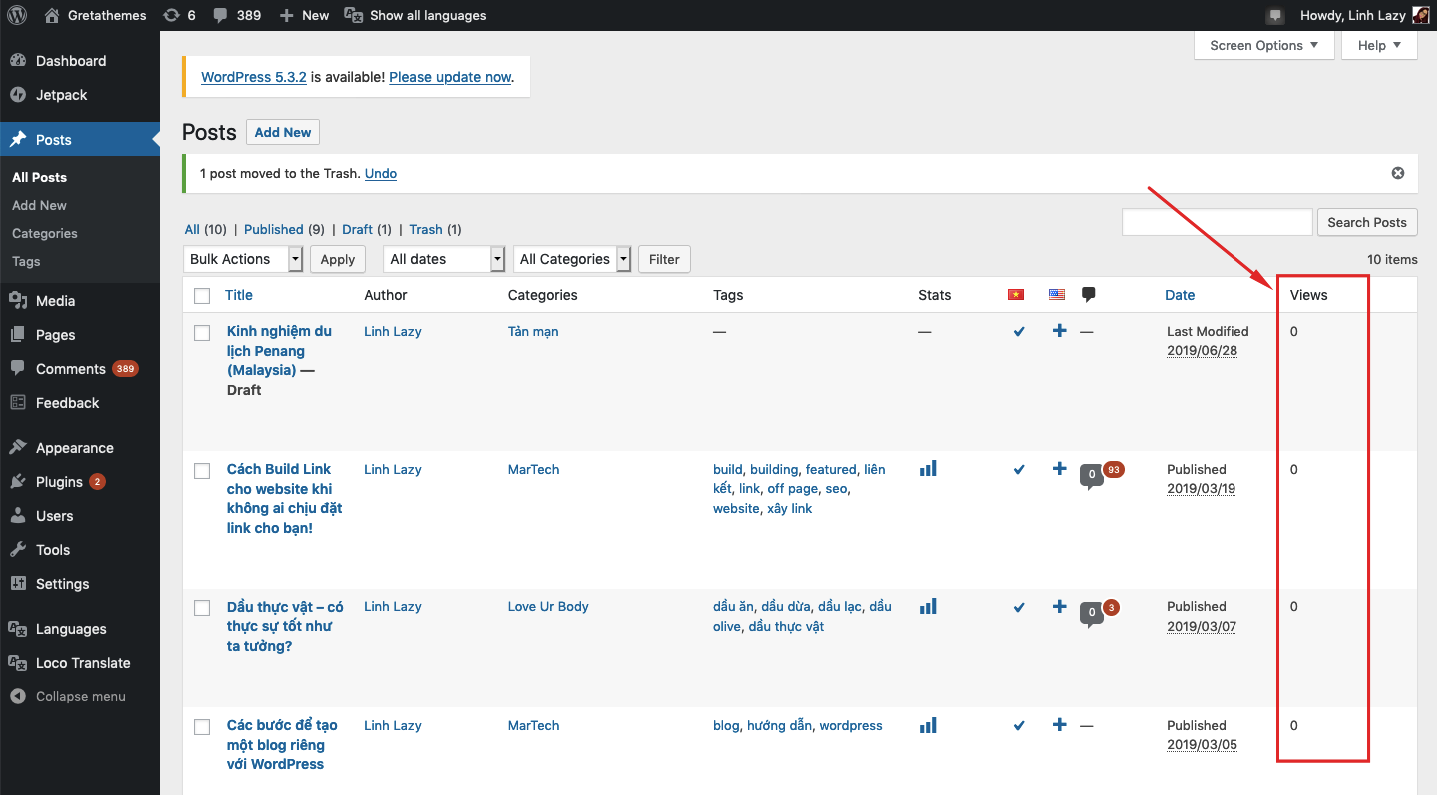 Gretathemes 6 389 New Show all languages Howdy, Linh Lazy
Screen Options Help
Dashboard
Jetpack
Posts
All Posts
Add New
Categories
Tags
Media
Pages
Comments 389
Feedback
Appearance
Plugins 2
Users
Tools
Settings
Languages
Loco Translate
Collapse menu
WordPress 5.3.2 is available! Please update now.
Posts Add New
1 post moved to the Trash. Undo
All (10) | Published (9) | Draft (1) | Trash (1)
Search Posts
Bulk Actions Apply All dates All Categories Filter 10 items
Title Author Categories Tags Stats Date Views
Kinh nghiệm du Linh Lazy Tản mạn — — — Last Modified 0
lịch Penang 2019/06/28
(Malaysia) —
Draft
Cách Build Link Linh Lazy MarTech build, building, featured, liên 0 93 Published 0
cho website khi kết, link, off page, seo, 2019/03/19
không ai chịu đặt website, xây link
link cho bạn!
Dầu thực vật – có Linh Lazy Love Ur Body dầu ăn, dầu dừa, dầu lạc, dầu 0 3 Published 0
thực sự tốt như olive, dầu thực vật 2019/03/07
ta tưởng?
Các bước để tạo Linh Lazy MarTech blog, hướng dẫn, wordpress — Published 0
một blog riêng 2019/03/05
với WordPress